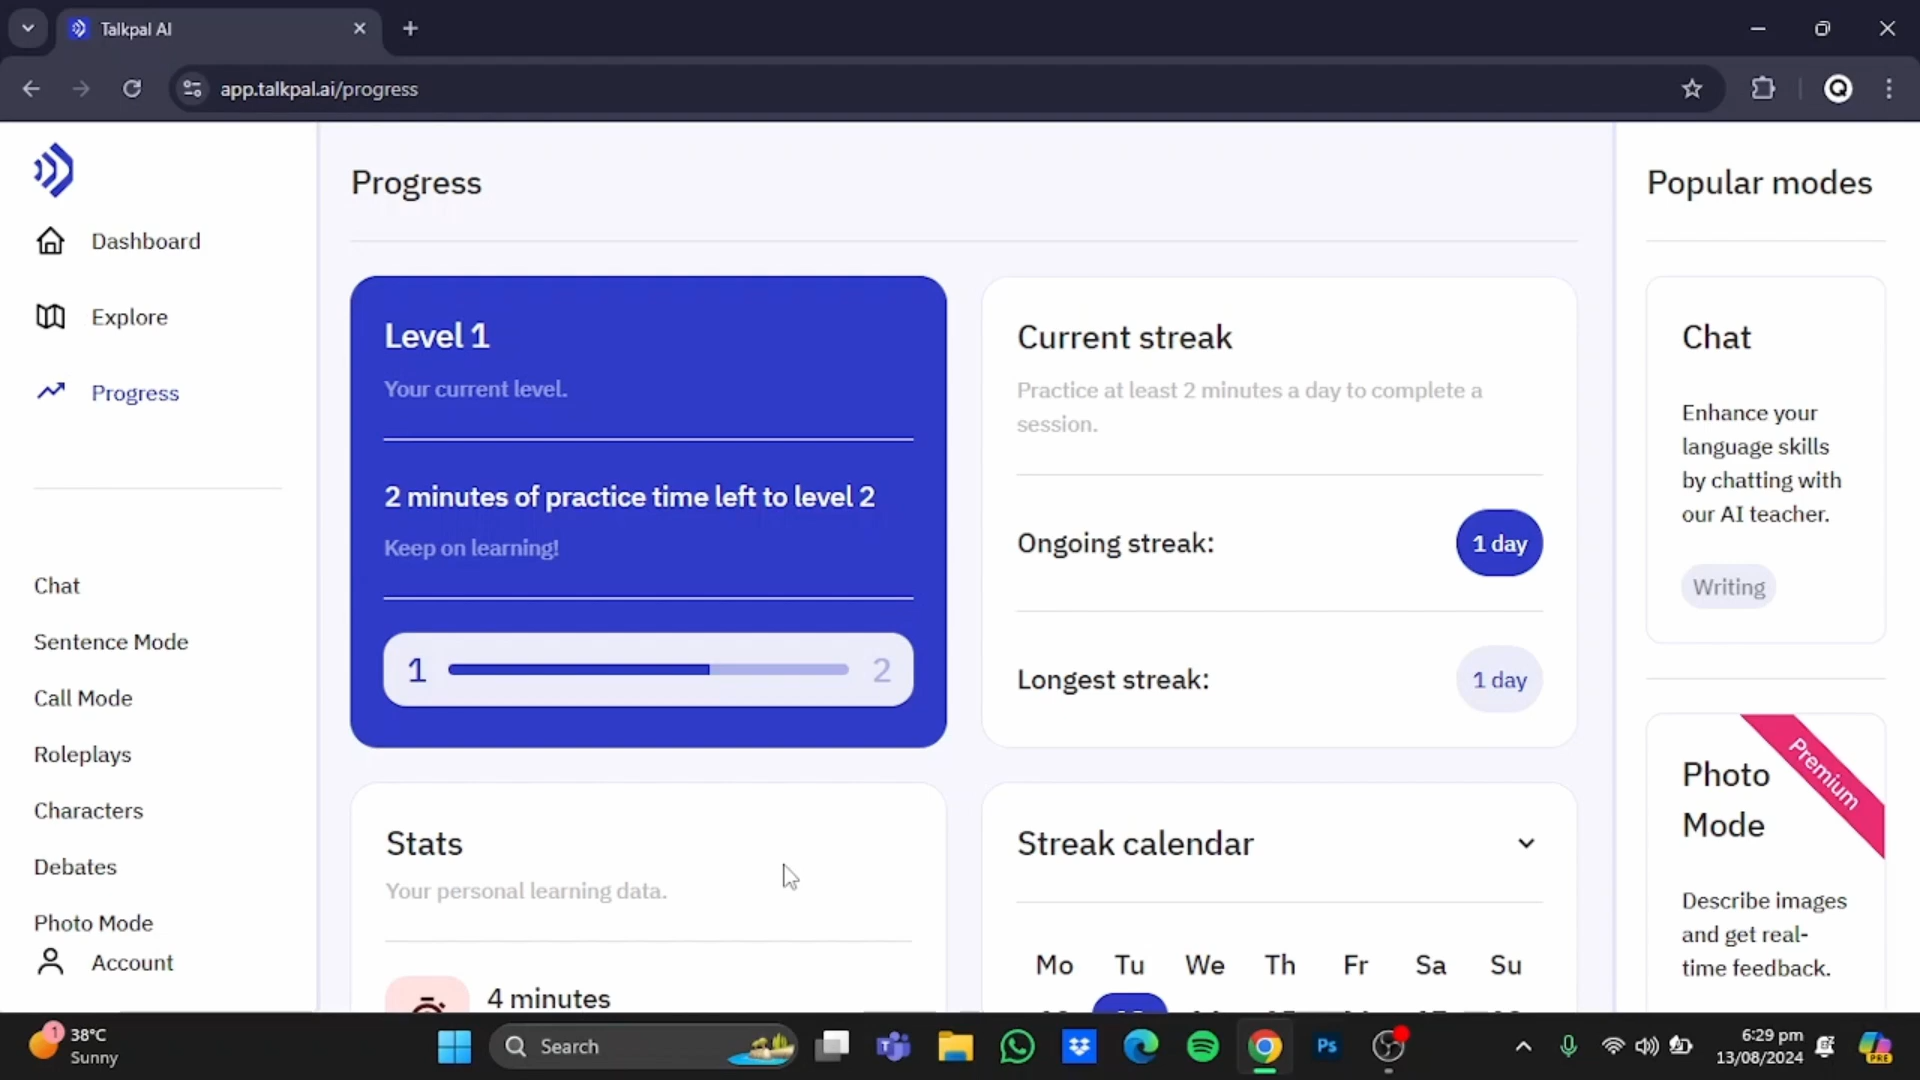 Talkpal AI
app.talkpal.ai/progress
Dashboard
Explore
Progress
Chat
Sentence Mode
Call Mode
Roleplays
Characters
Debates
Photo Mode
Account
Progress
Level 1
Your current level.
2 minutes of practice time left to level 2
Keep on learning!
1 2
Current streak
Practice at least 2 minutes a day to complete a
session.
Ongoing streak: 1 day
Longest streak: 1 day
Stats
Your personal learning data.
4 minutes
Streak calendar
Mo Tu We Th Fr Sa Su
Popular modes
Chat
Enhance your
language skills
by chatting with
our AI teacher.
Writing
Premium
Photo
Mode
Describe images
and get real-
time feedback.
1
38°C
Sunny
Search
Ps
6:29 pm
13/08/2024
PRE